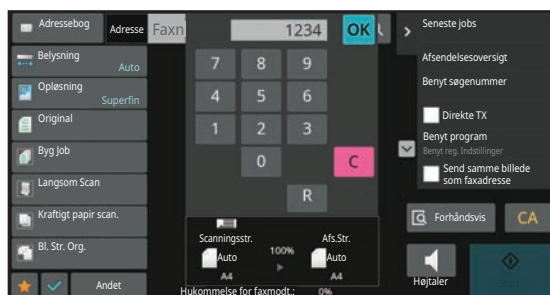 Adressebog
Adresse
Faxn
1234
OK
Belysning
Auto
Opløsning
Superfin
Original
Byg Job
Langsom Scan
Kraftigt papir scan.
Bl. Str. Org.
Andet
7 8 9
4 5 6
1 2 3
0 C
R
Scanningsstr.
Afs.Str.
100%
Auto
Auto
A4
A4
Hukommelse for faxmodt.: 0%
Seneste jobs
Afsendelsesoversigt
Benyt søgenummer
Direkte TX
Benyt program
Benyt reg. Indstillinger
Send samme billede
som faxadresse
Forhåndsvis
CA
Højtaler
Start